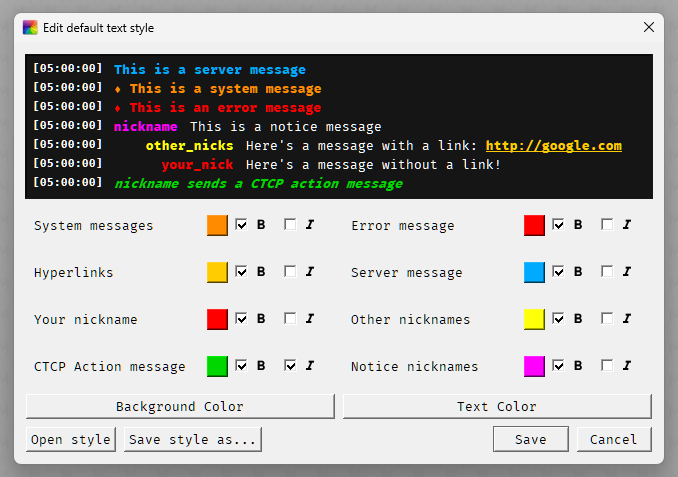 Edit default text style
[05:00:00] This is a server message
[05:00:00] ♦ This is a system message
[05:00:00] ♦ This is an error message
[05:00:00] nickname This is a notice message
[05:00:00] other_nicks Here's a message with a link: http://google.com
[05:00:00] your_nick Here's a message without a link!
[05:00:00] nickname sends a CTCP action message
System messages B I Error message B I
Hyperlinks B I Server message B I
Your nickname B I Other nicknames B I
CTCP Action message B I Notice nicknames B I
Background Color Text Color
Open style Save style as... Save Cancel